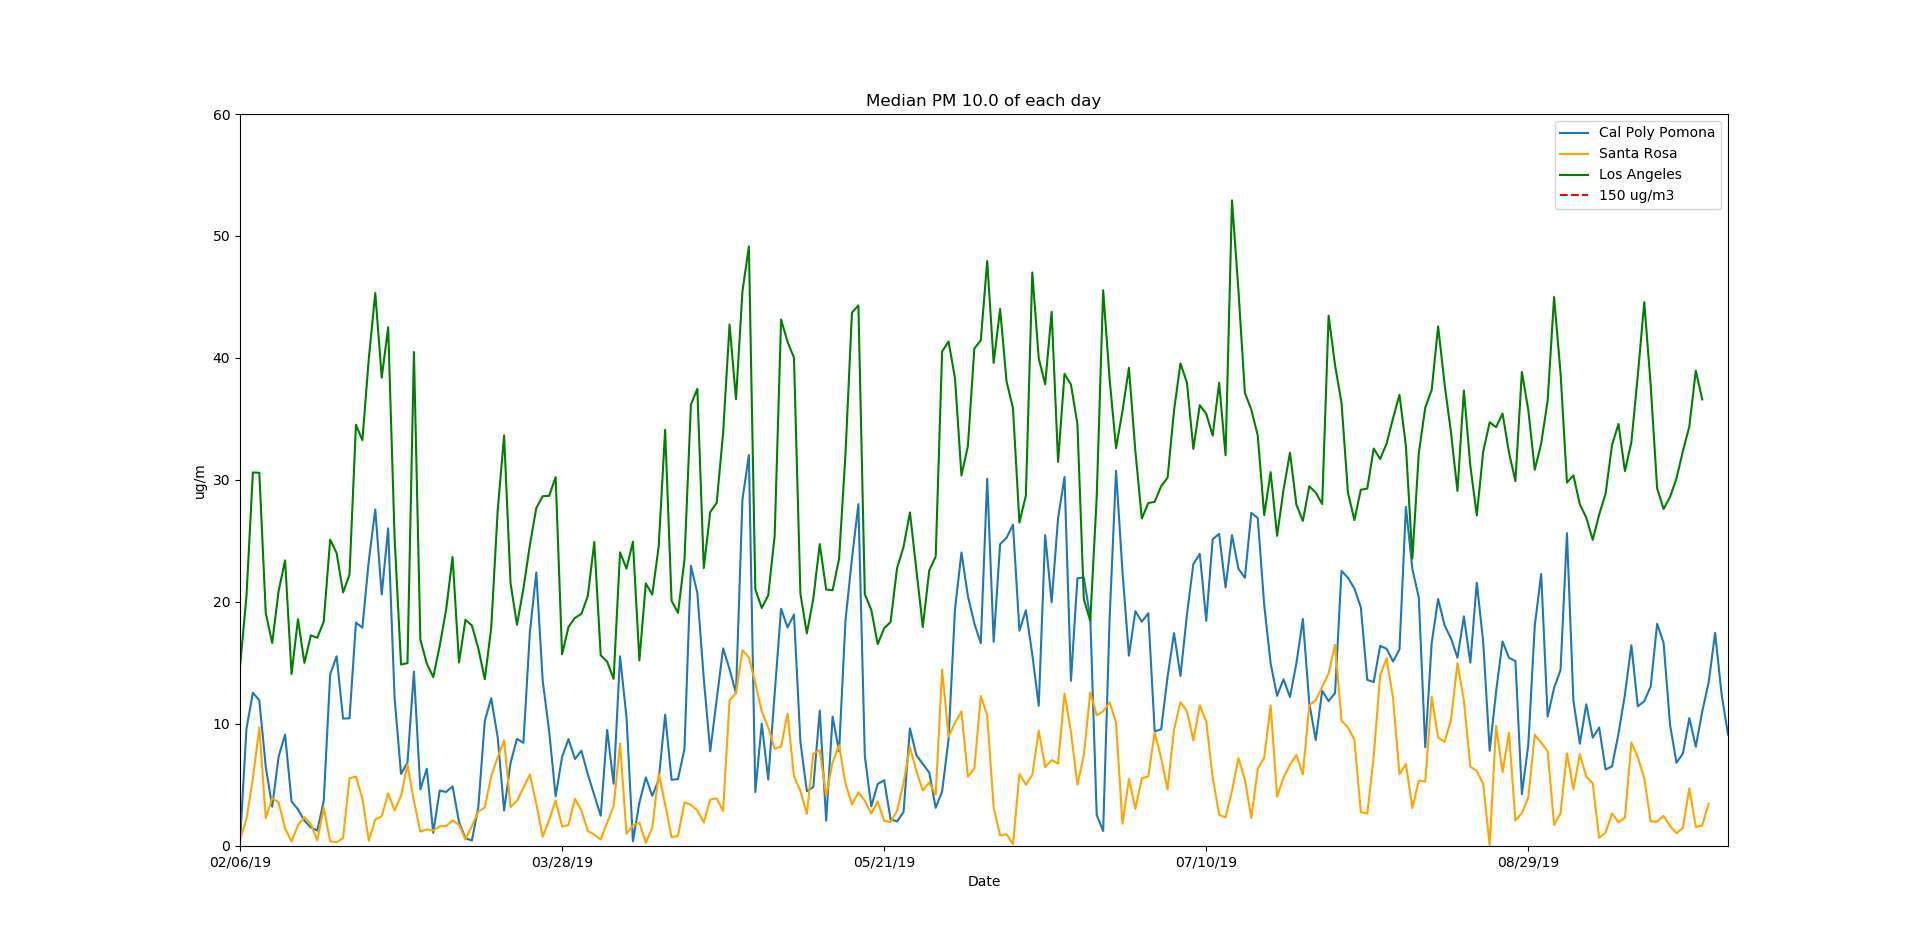 Median PM 10.0 of each day
60
50
40
30
20
10
0
ug/m
Cal Poly Pomona
Santa Rosa
Los Angeles
150 ug/m3
02/06/19 03/28/19 05/21/19 07/10/19 08/29/19
Date